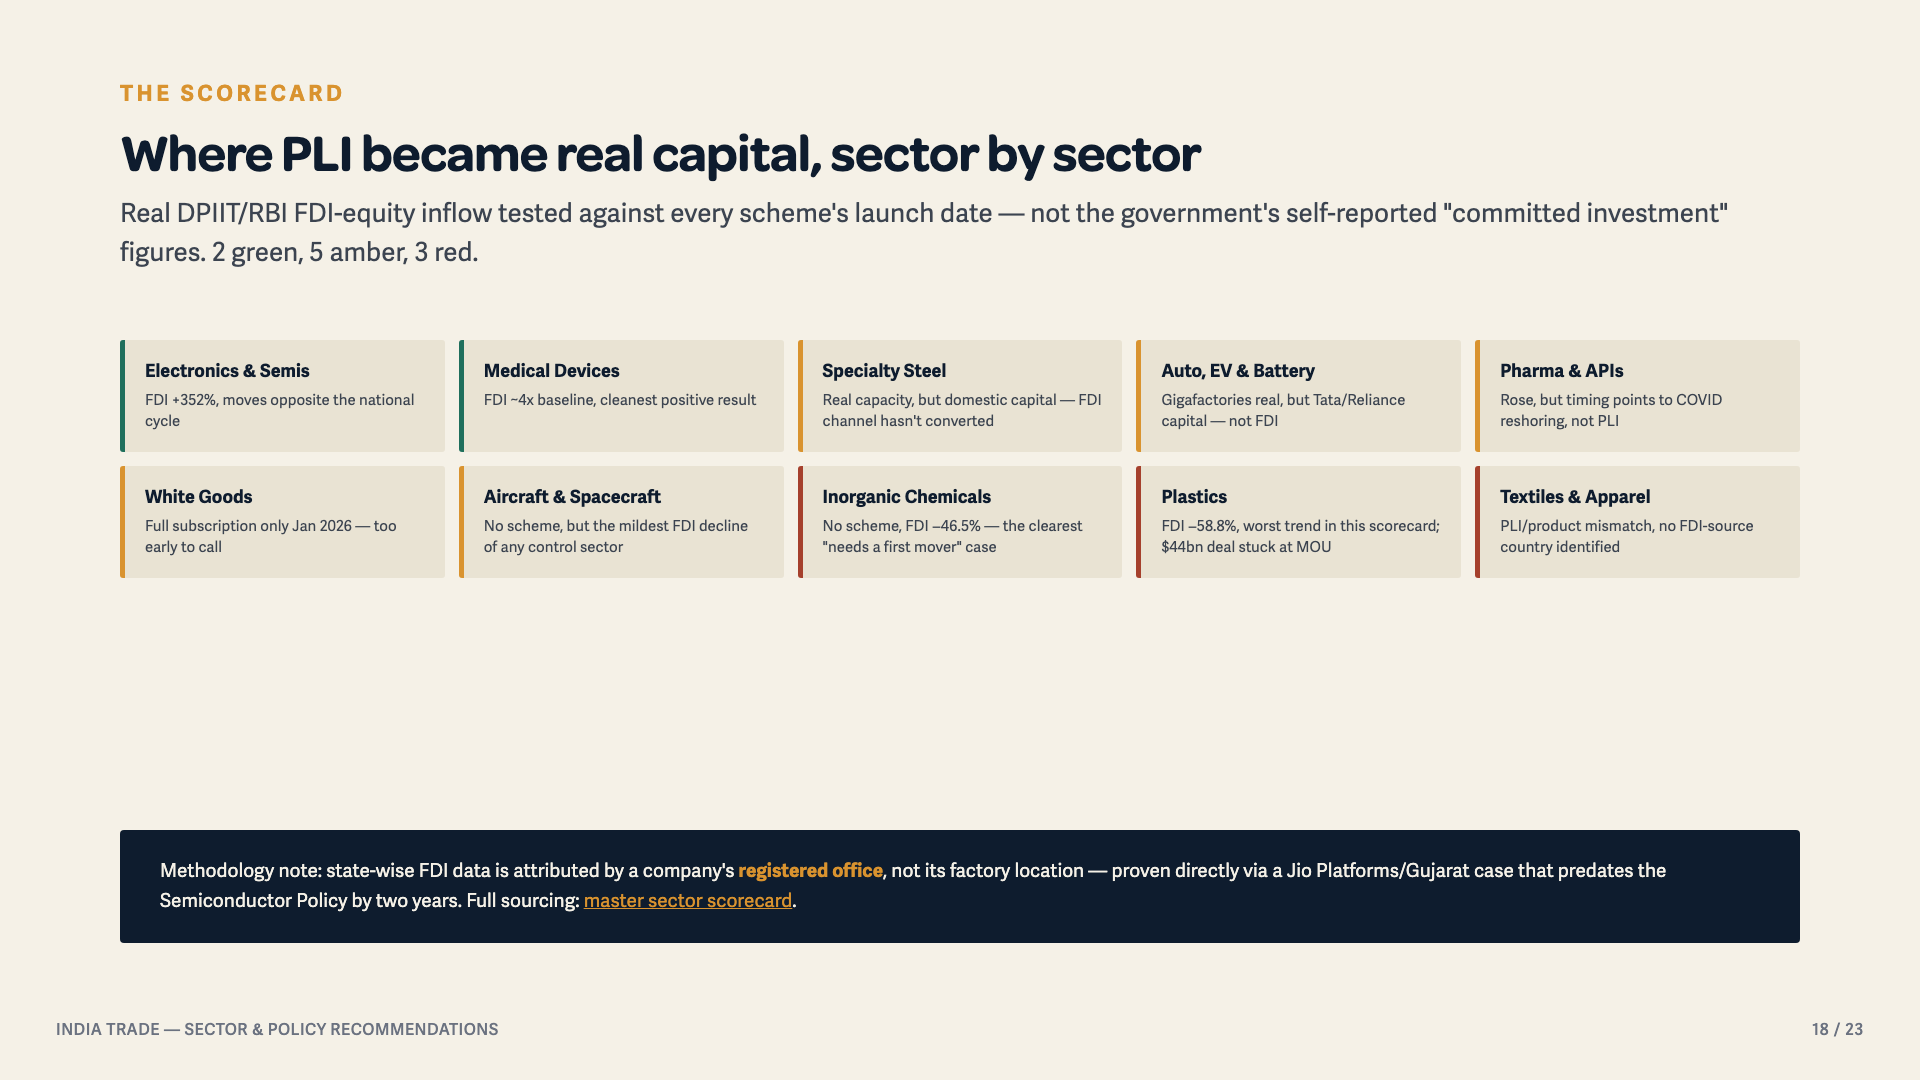 THE SCORECARD
Where PLI became real capital, sector by sector
Real DPIIT/RBI FDI-equity inflow tested against every scheme's launch date — not the government's self-reported "committed investment"
figures. 2 green, 5 amber, 3 red.
Electronics & Semis
FDI +352%, moves opposite the national
cycle
Medical Devices
FDI ~4x baseline, cleanest positive result
Specialty Steel
Real capacity, but domestic capital — FDI
channel hasn't converted
Auto, EV & Battery
Gigafactories real, but Tata/Reliance
capital — not FDI
Pharma & APIs
Rose, but timing points to COVID
reshoring, not PLI
White Goods
Full subscription only Jan 2026 — too
early to call
Aircraft & Spacecraft
No scheme, but the mildest FDI decline
of any control sector
Inorganic Chemicals
No scheme, FDI −46.5% — the clearest
"needs a first mover" case
Plastics
FDI −58.8%, worst trend in this scorecard;
$44bn deal stuck at MOU
Textiles & Apparel
PLI/product mismatch, no FDI-source
country identified
Methodology note: state-wise FDI data is attributed by a company's registered office, not its factory location — proven directly via a Jio Platforms/Gujarat case that predates the
Semiconductor Policy by two years. Full sourcing: master sector scorecard.
INDIA TRADE — SECTOR & POLICY RECOMMENDATIONS
18 / 23